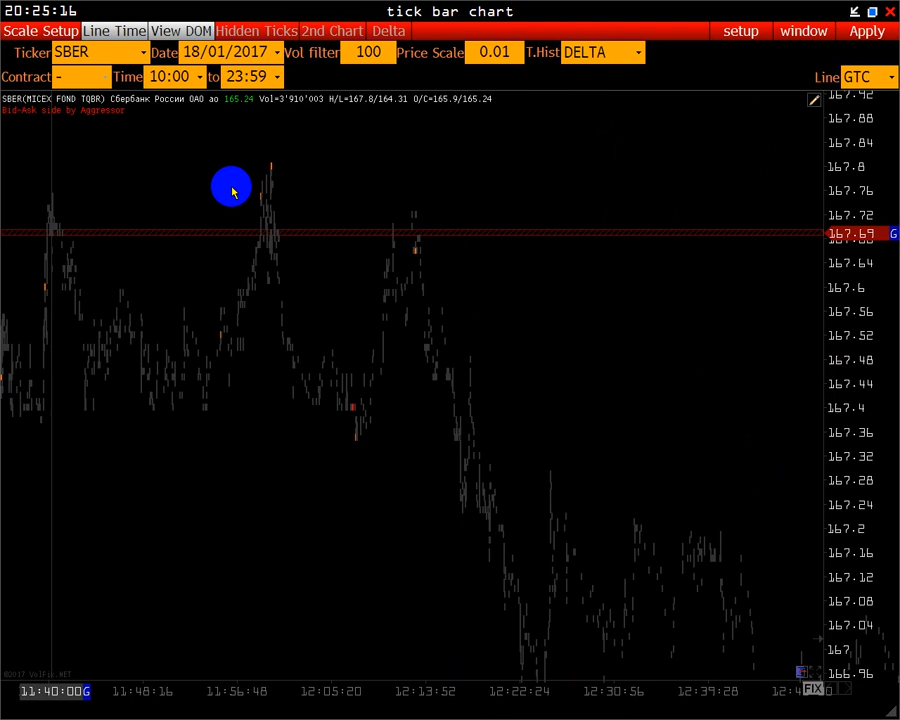 20:25:16 tick bar chart
Scale Setup Line Time View DOM Hidden Ticks 2nd Chart Delta setup window Apply
Ticker SBER Date 18/01/2017 Vol filter 100 Price Scale 0.01 T.Hist DELTA
Contract - Time 10:00 to 23:59 Line GTC
SBER(MICEX FOND TQBR) Сбербанк России ОАО ао 165.24 Vol=3'910'003 H/L=167.8/164.31 O/C=165.9/165.24
Bid-Ask side by Aggressor
167.92
167.88
167.84
167.8
167.76
167.72
167.69 G
167.64
167.6
167.56
167.52
167.48
167.44
167.4
167.36
167.32
167.28
167.24
167.2
167.16
167.12
167.08
167.04
167
166.96
©2017 VolFix.NET
11:40:00 G 11:48:16 11:56:48 12:05:20 12:13:52 12:22:24 12:30:56 12:39:28 FIX